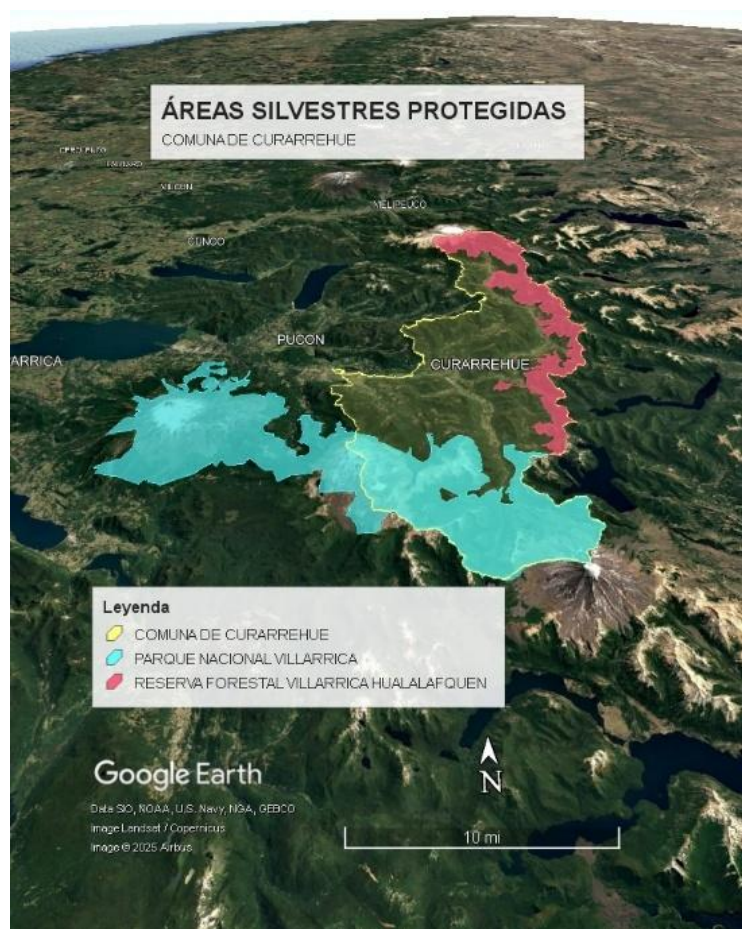 ÁREAS SILVESTRES PROTEGIDAS
COMUNA DE CURARREHUE
VILCUN
MELIPEUCO
CUNCO
PUCON
ARRICA
CURARREHUE
Leyenda
COMUNA DE CURARREHUE
PARQUE NACIONAL VILLARRICA
RESERVA FORESTAL VILLARRICA HUALALAFQUEN
Google Earth
N
Data SIO, NOAA, U.S. Navy, NGA, GEBCO
Image Landsat / Copernicus
Image © 2025 Airbus
10 mi